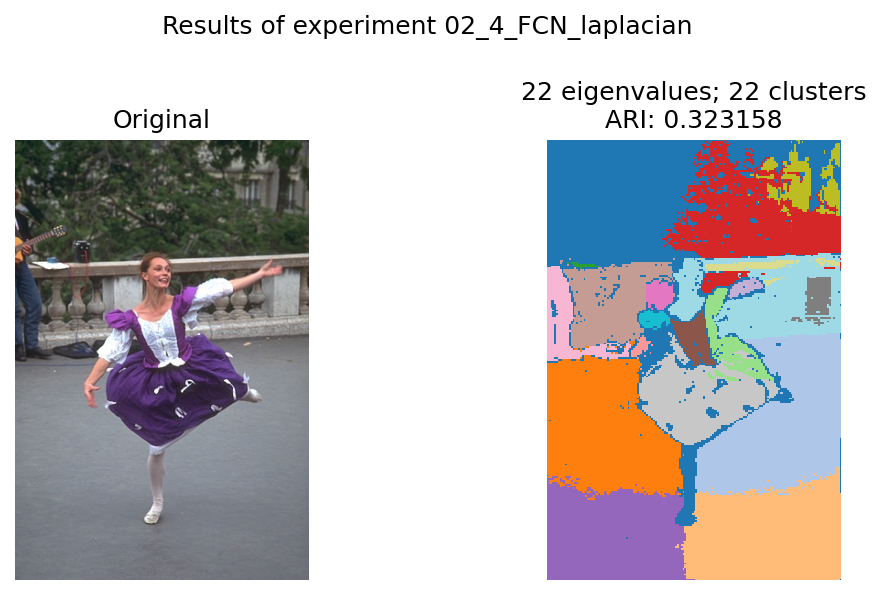 Results of experiment 02_4_FCN_laplacian
Original
22 eigenvalues; 22 clusters
ARI: 0.323158